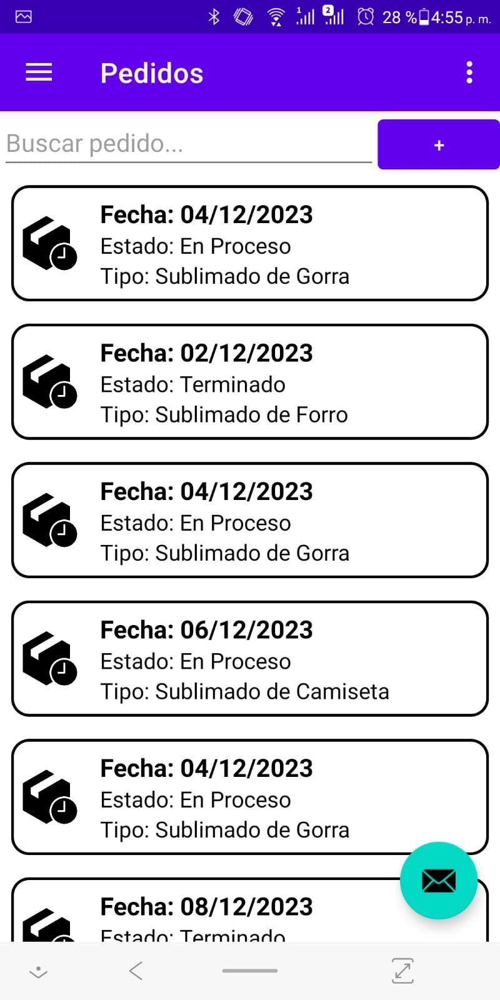 1 2 28 % 4:55 p. m.
Pedidos
Buscar pedido...
+
Fecha: 04/12/2023
Estado: En Proceso
Tipo: Sublimado de Gorra
Fecha: 02/12/2023
Estado: Terminado
Tipo: Sublimado de Forro
Fecha: 04/12/2023
Estado: En Proceso
Tipo: Sublimado de Gorra
Fecha: 06/12/2023
Estado: En Proceso
Tipo: Sublimado de Camiseta
Fecha: 04/12/2023
Estado: En Proceso
Tipo: Sublimado de Gorra
Fecha: 08/12/2023
Estado: Terminado